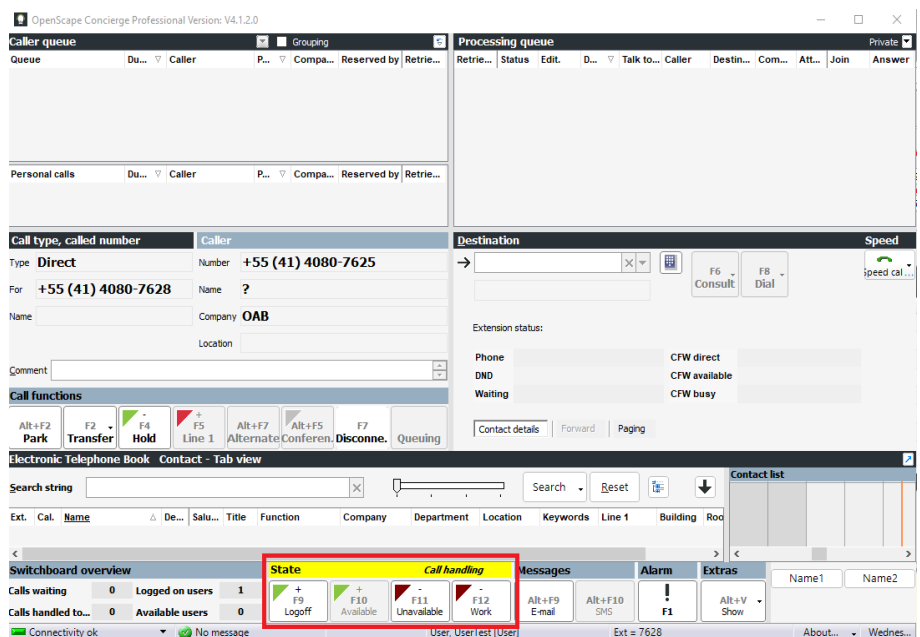 OpenScape Concierge Professional Version: V4.1.2.0
Caller queue Grouping
Queue Du... Caller P... Compa... Reserved by Retrie...
Personal calls Du... Caller P... Compa... Reserved by Retrie...
Processing queue Private
Retrie... Status Edit. D... Talk to... Caller Destin... Com... Att... Join Answer
Call type, called number Caller
Type Direct Number +55 (41) 4080-7625
For +55 (41) 4080-7628 Name ?
Name Company OAB
Location
Comment
Destination Speed
F6 Consult
F8 Dial
Speed cal...
Extension status:
Phone CFW direct
DND CFW available
Waiting CFW busy
Contact details Forward Paging
Call functions
Alt+F2 Park
F2 Transfer
- F4 Hold
+ F5 Line 1
Alt+F7 Alternate
Alt+F5 Conferen.
F7 Disconne.
Queuing
Electronic Telephone Book Contact - Tab view
Search string Search Reset
Contact list
Ext. Cal. Name De... Salu... Title Function Company Department Location Keywords Line 1 Building Roo
Switchboard overview
Calls waiting 0 Logged on users 1
Calls handled to... 0 Available users 0
State Call handling
+ F9 Logoff
+ F10 Available
- F11 Unavailable
- F12 Work
Messages
Alt+F9 E-mail
Alt+F10 SMS
Alarm
! F1
Extras
Alt+V Show
Name1 Name2
Connectivity ok No message User, UserTest |User| Ext = 7628 About... Wednes...